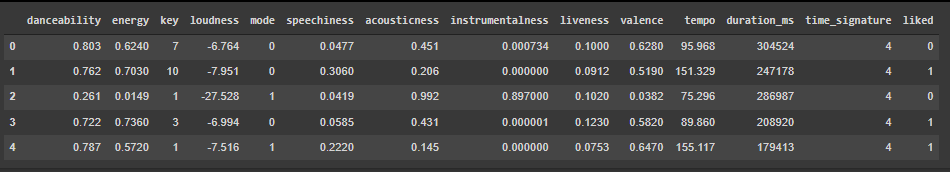 danceability energy key loudness mode speechiness acousticness instrumentalness liveness valence tempo duration_ms time_signature liked
0 0.803 0.6240 7 -6.764 0 0.0477 0.451 0.000734 0.1000 0.6280 95.968 304524 4 0
1 0.762 0.7030 10 -7.951 0 0.3060 0.206 0.000000 0.0912 0.5190 151.329 247178 4 1
2 0.261 0.0149 1 -27.528 1 0.0419 0.992 0.897000 0.1020 0.0382 75.296 286987 4 0
3 0.722 0.7360 3 -6.994 0 0.0585 0.431 0.000001 0.1230 0.5820 89.860 208920 4 1
4 0.787 0.5720 1 -7.516 1 0.2220 0.145 0.000000 0.0753 0.6470 155.117 179413 4 1